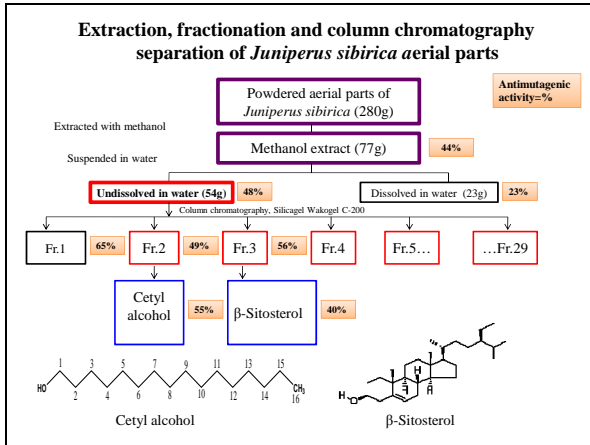 Extraction, fractionation and column chromatography
separation of Juniperus sibirica aerial parts
Powdered aerial parts of
Juniperus sibirica (280g)
Antimutagenic
activity=%
Extracted with methanol
Methanol extract (77g)
44%
Suspended in water
Undissolved in water (54g)
48%
Dissolved in water (23g)
23%
Column chromatography, Silicagel Wakogel C-200
Fr.1
65%
Fr.2
49%
Fr.3
56%
Fr.4
Fr.5...
...Fr.29
Cetyl
alcohol
55%
β-Sitosterol
40%
1 3 4 5 7 9 11 13 15
HO
CH3
2 4 6 8 10 12 14 16
Cetyl alcohol
H
O
H
H
H
β-Sitosterol